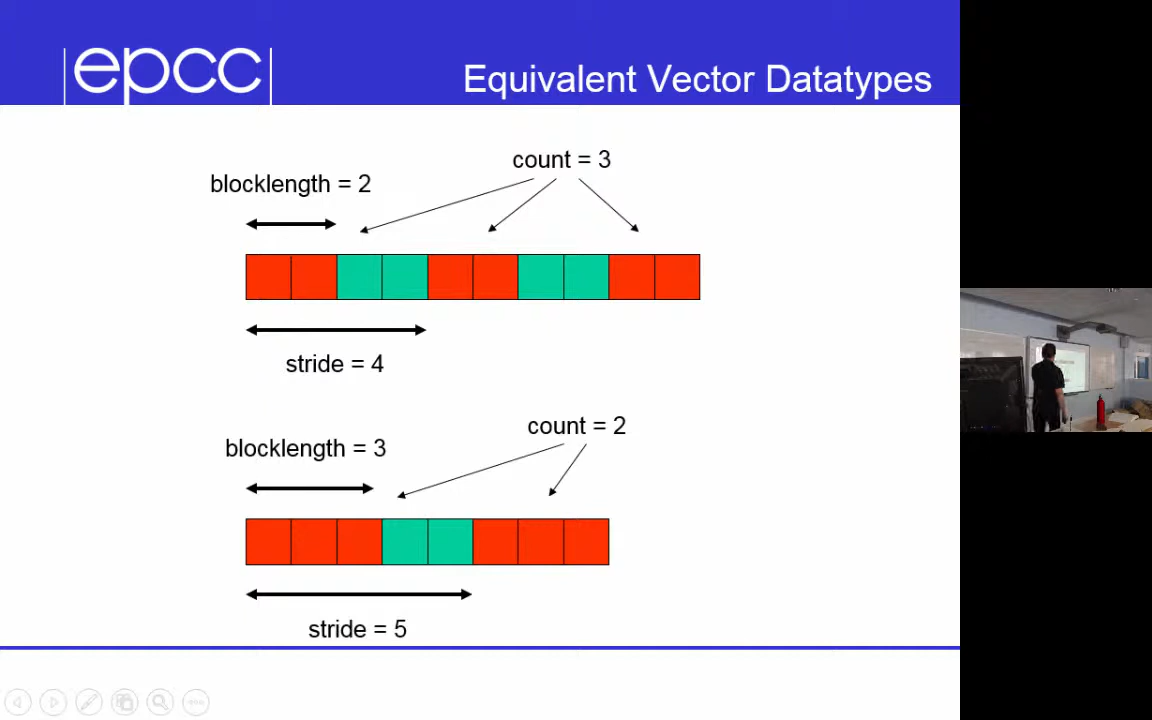 epcc
Equivalent Vector Datatypes
count = 3
blocklength = 2
stride = 4
count = 2
blocklength = 3
stride = 5